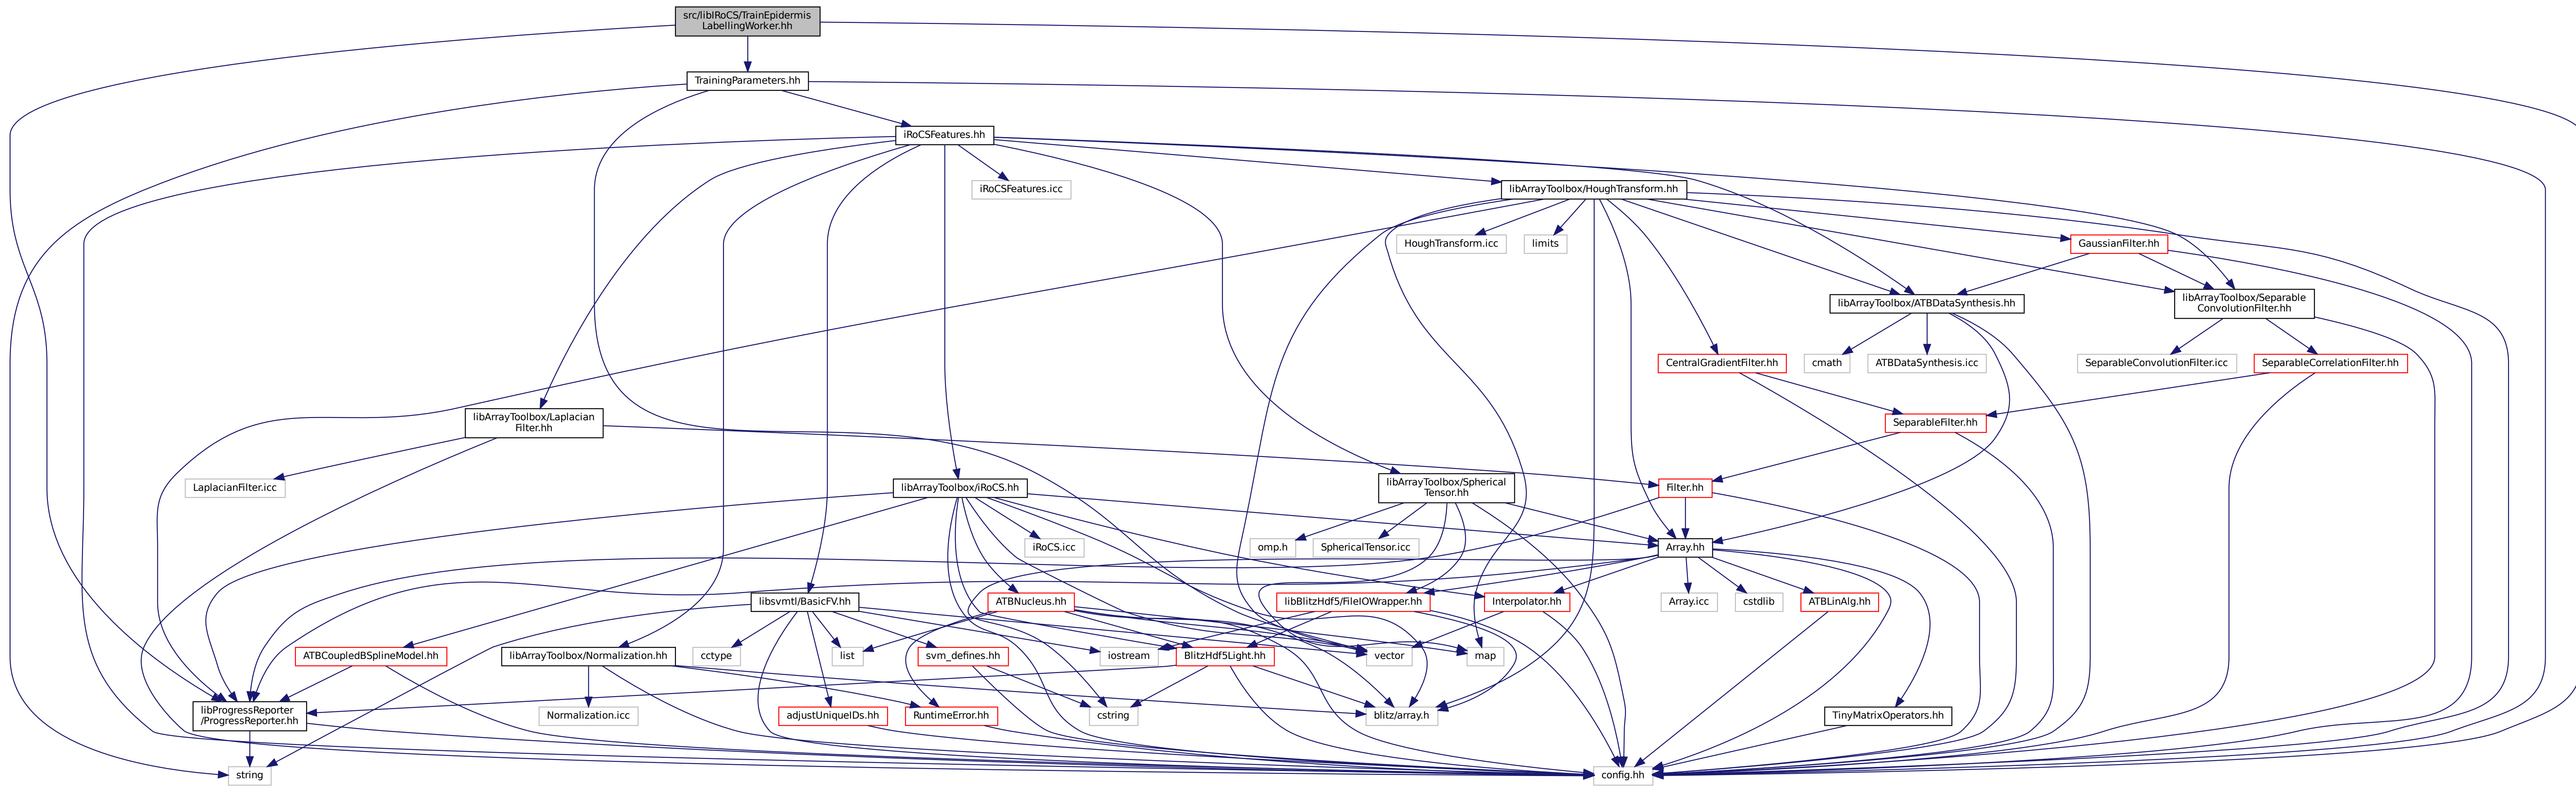 src/libIRoCS/TrainEpidermis
LabellingWorker.hh
TrainingParameters.hh
iRoCSFeatures.hh
iRoCSFeatures.icc
libArrayToolbox/HoughTransform.hh
HoughTransform.icc
limits
GaussianFilter.hh
libArrayToolbox/ATBDataSynthesis.hh
libArrayToolbox/Separable
ConvolutionFilter.hh
CentralGradientFilter.hh
cmath
ATBDataSynthesis.icc
SeparableConvolutionFilter.icc
SeparableCorrelationFilter.hh
libArrayToolbox/Laplacian
Filter.hh
SeparableFilter.hh
LaplacianFilter.icc
libArrayToolbox/iRoCS.hh
libArrayToolbox/Spherical
Tensor.hh
Filter.hh
iRoCS.icc
omp.h
SphericalTensor.icc
Array.hh
libsvmtl/BasicFV.hh
ATBNucleus.hh
libBlitzHdf5/FileIOWrapper.hh
Interpolator.hh
Array.icc
cstdlib
ATBLinAlg.hh
ATBCoupledBSplineModel.hh
libArrayToolbox/Normalization.hh
cctype
list
svm_defines.hh
iostream
BlitzHdf5Light.hh
vector
map
libProgressReporter
/ProgressReporter.hh
Normalization.icc
adjustUniqueIDs.hh
RuntimeError.hh
cstring
blitz/array.h
TinyMatrixOperators.hh
string
config.hh